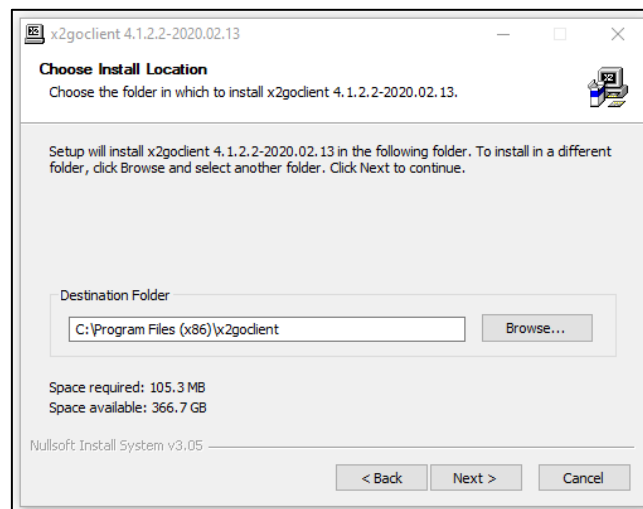 x2goclient 4.1.2.2-2020.02.13
Choose Install Location
Choose the folder in which to install x2goclient 4.1.2.2-2020.02.13.
Setup will install x2goclient 4.1.2.2-2020.02.13 in the following folder. To install in a different
folder, click Browse and select another folder. Click Next to continue.
Destination Folder
C:\Program Files (x86)\x2goclient
Browse...
Space required: 105.3 MB
Space available: 366.7 GB
Nullsoft Install System v3.05
< Back Next > Cancel